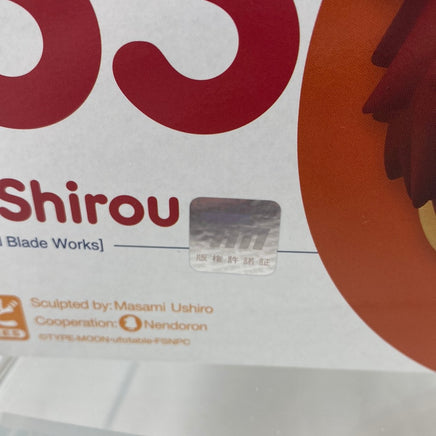 Shirou
Blade Works]
版権許諾証
Sculpted by: Masami Ushiro
Cooperation: Nendoron
©TYPE-MOON·ufotable·FSNPC